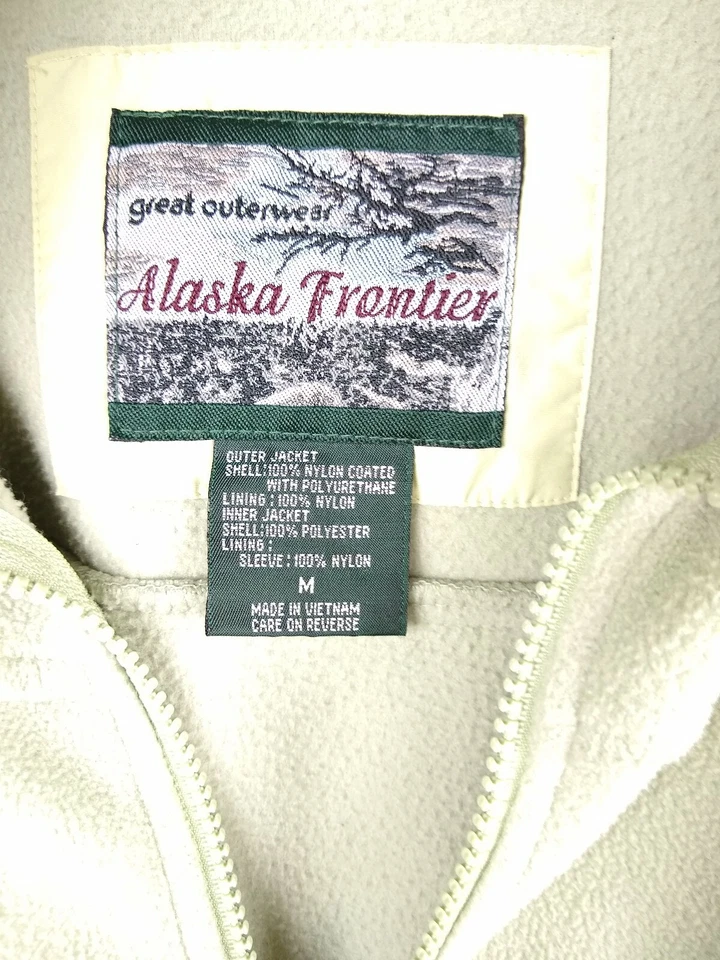 great outerwear
Alaska Frontier
OUTER JACKET
SHELL:100% NYLON COATED
WITH POLYURETHANE
LINING : 100% NYLON
INNER JACKET
SHELL:100% POLYESTER
LINING :
SLEEVE : 100% NYLON
M
MADE IN VIETNAM
CARE ON REVERSE